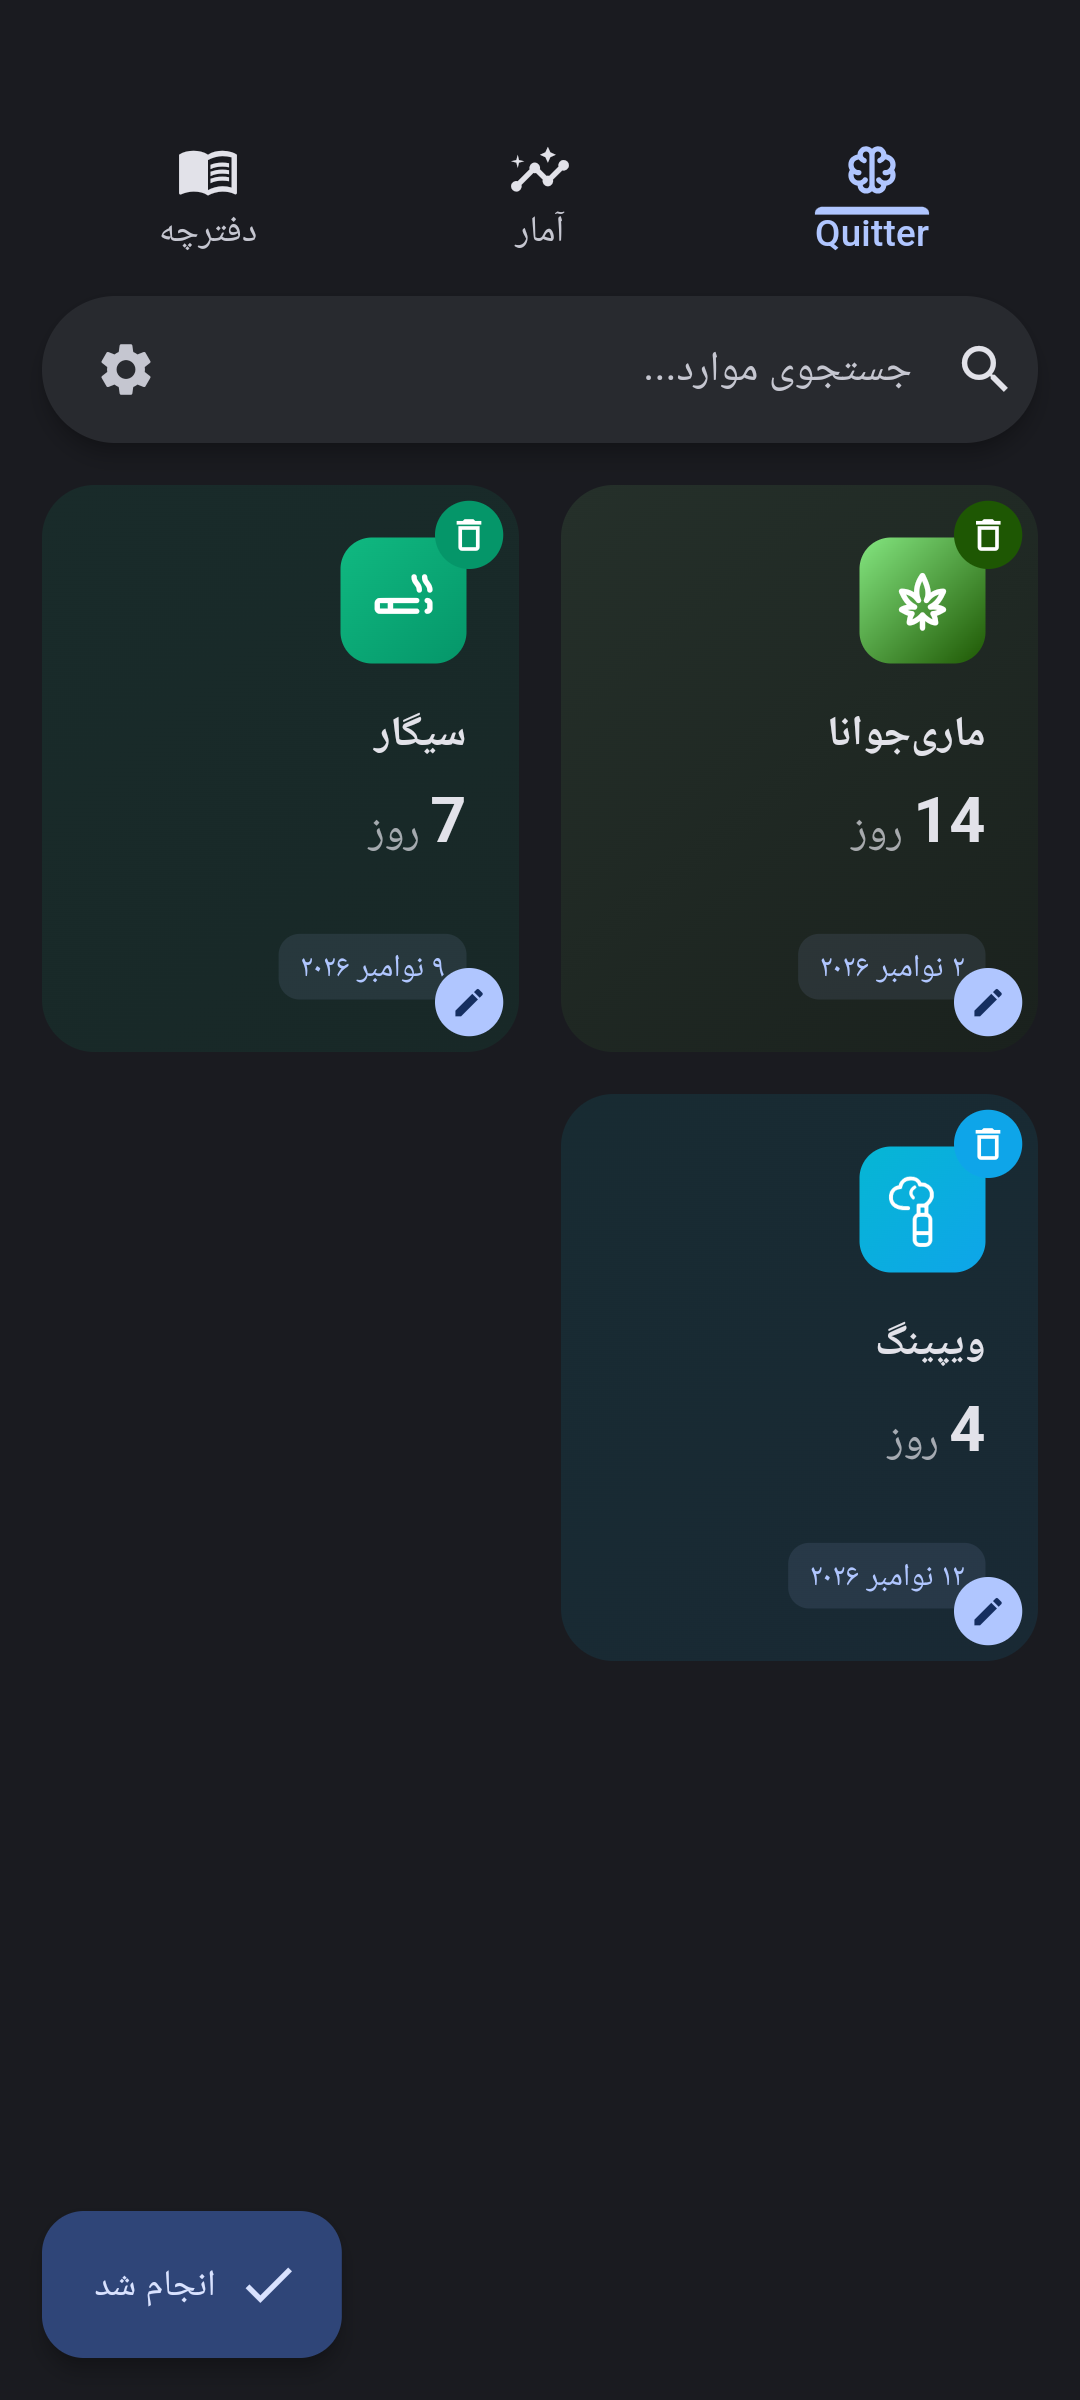 Quitter
آمار
دفترچه
جستجوی موارد...
ماری‌جوانا
14 روز
۲ نوامبر ۲۰۲۶
سیگار
7 روز
۹ نوامبر ۲۰۲۶
ویپینگ
4 روز
۱۲ نوامبر ۲۰۲۶
انجام شد